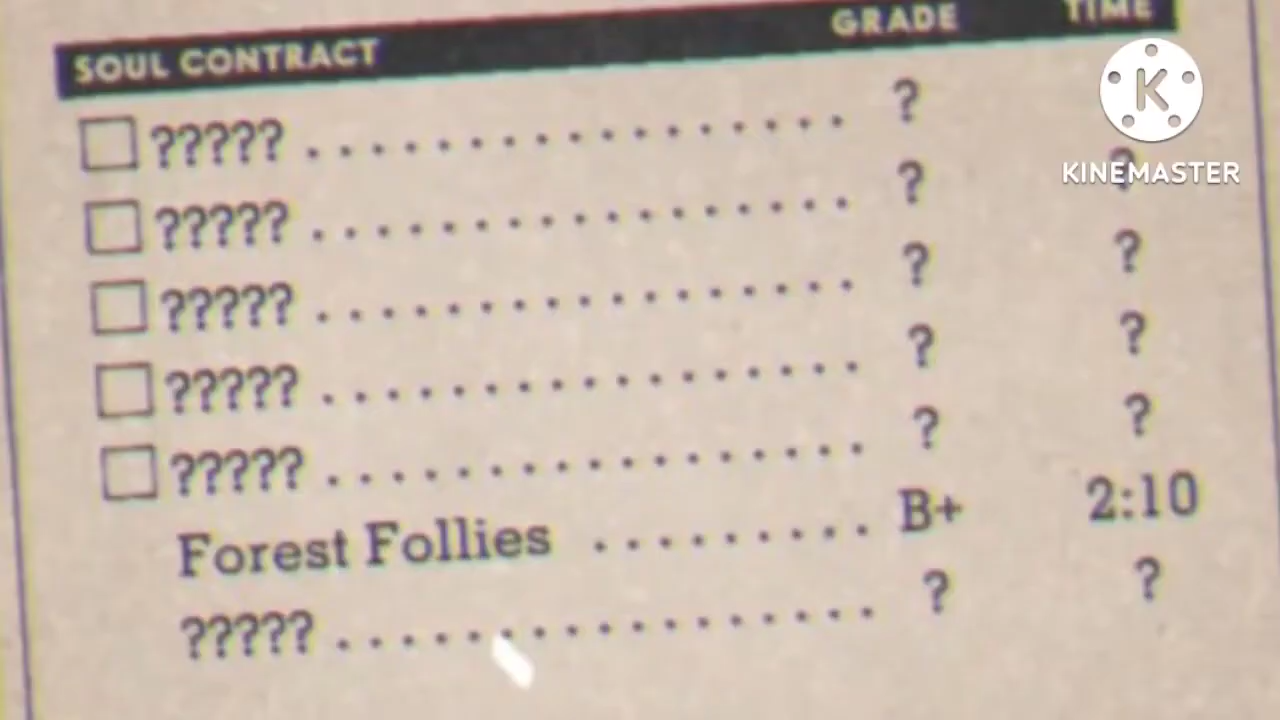 SOUL CONTRACT GRADE TIME
????? . . . . . . . . . . . . . . . . . ? ?
????? . . . . . . . . . . . . . . . . . ? ?
????? . . . . . . . . . . . . . . . . . ? ?
????? . . . . . . . . . . . . . . . . . ? ?
????? . . . . . . . . . . . . . . . . . ? ?
Forest Follies . . . . . . . . . B+ 2:10
????? . . . . . . . . . . . . . . . . . ? ?
K
KINEMASTER